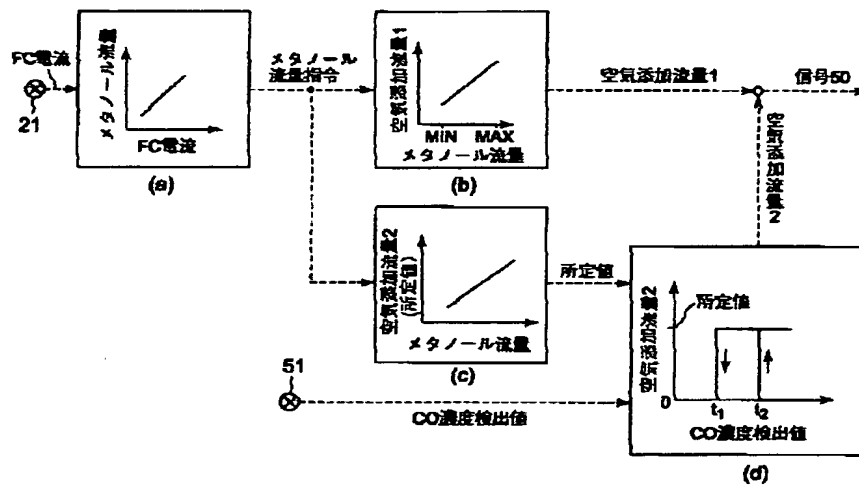 FC電流
21
メタノール流量
FC電流
(a)
メタノール
流量指令
空気添加流量1
MiN MAX
メタノール流量
(b)
空気添加流量1
信号50
空気添加流量2
空気添加流量2
(所定値)
メタノール流量
(c)
所定値
51
CO濃度検出値
空気添加流量2
所定値
0
t₁
t₂
CO濃度検出値
(d)